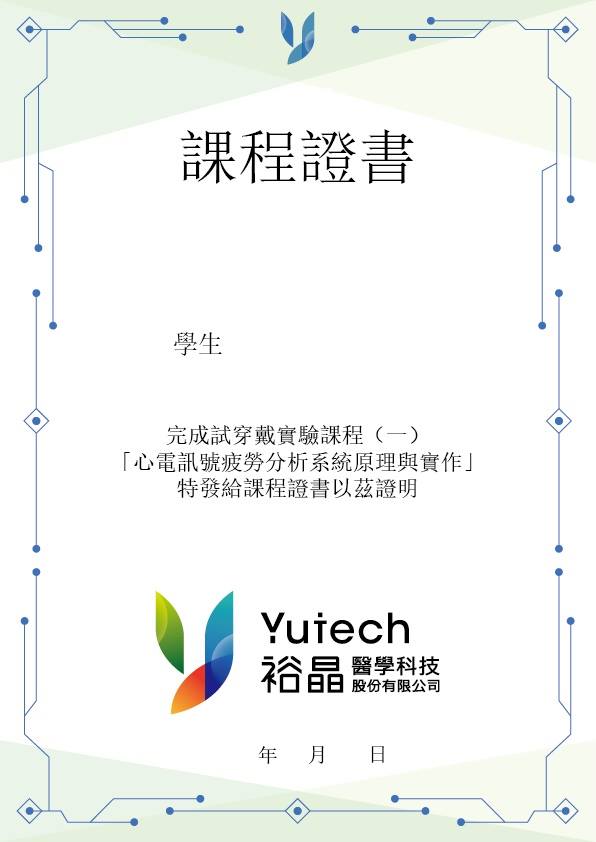 課程證書
學生
完成試穿戴實驗課程（一）
「心電訊號疲勞分析系統原理與實作」
特發給課程證書以茲證明
Yutech
裕晶醫學科技
股份有限公司
年 月 日